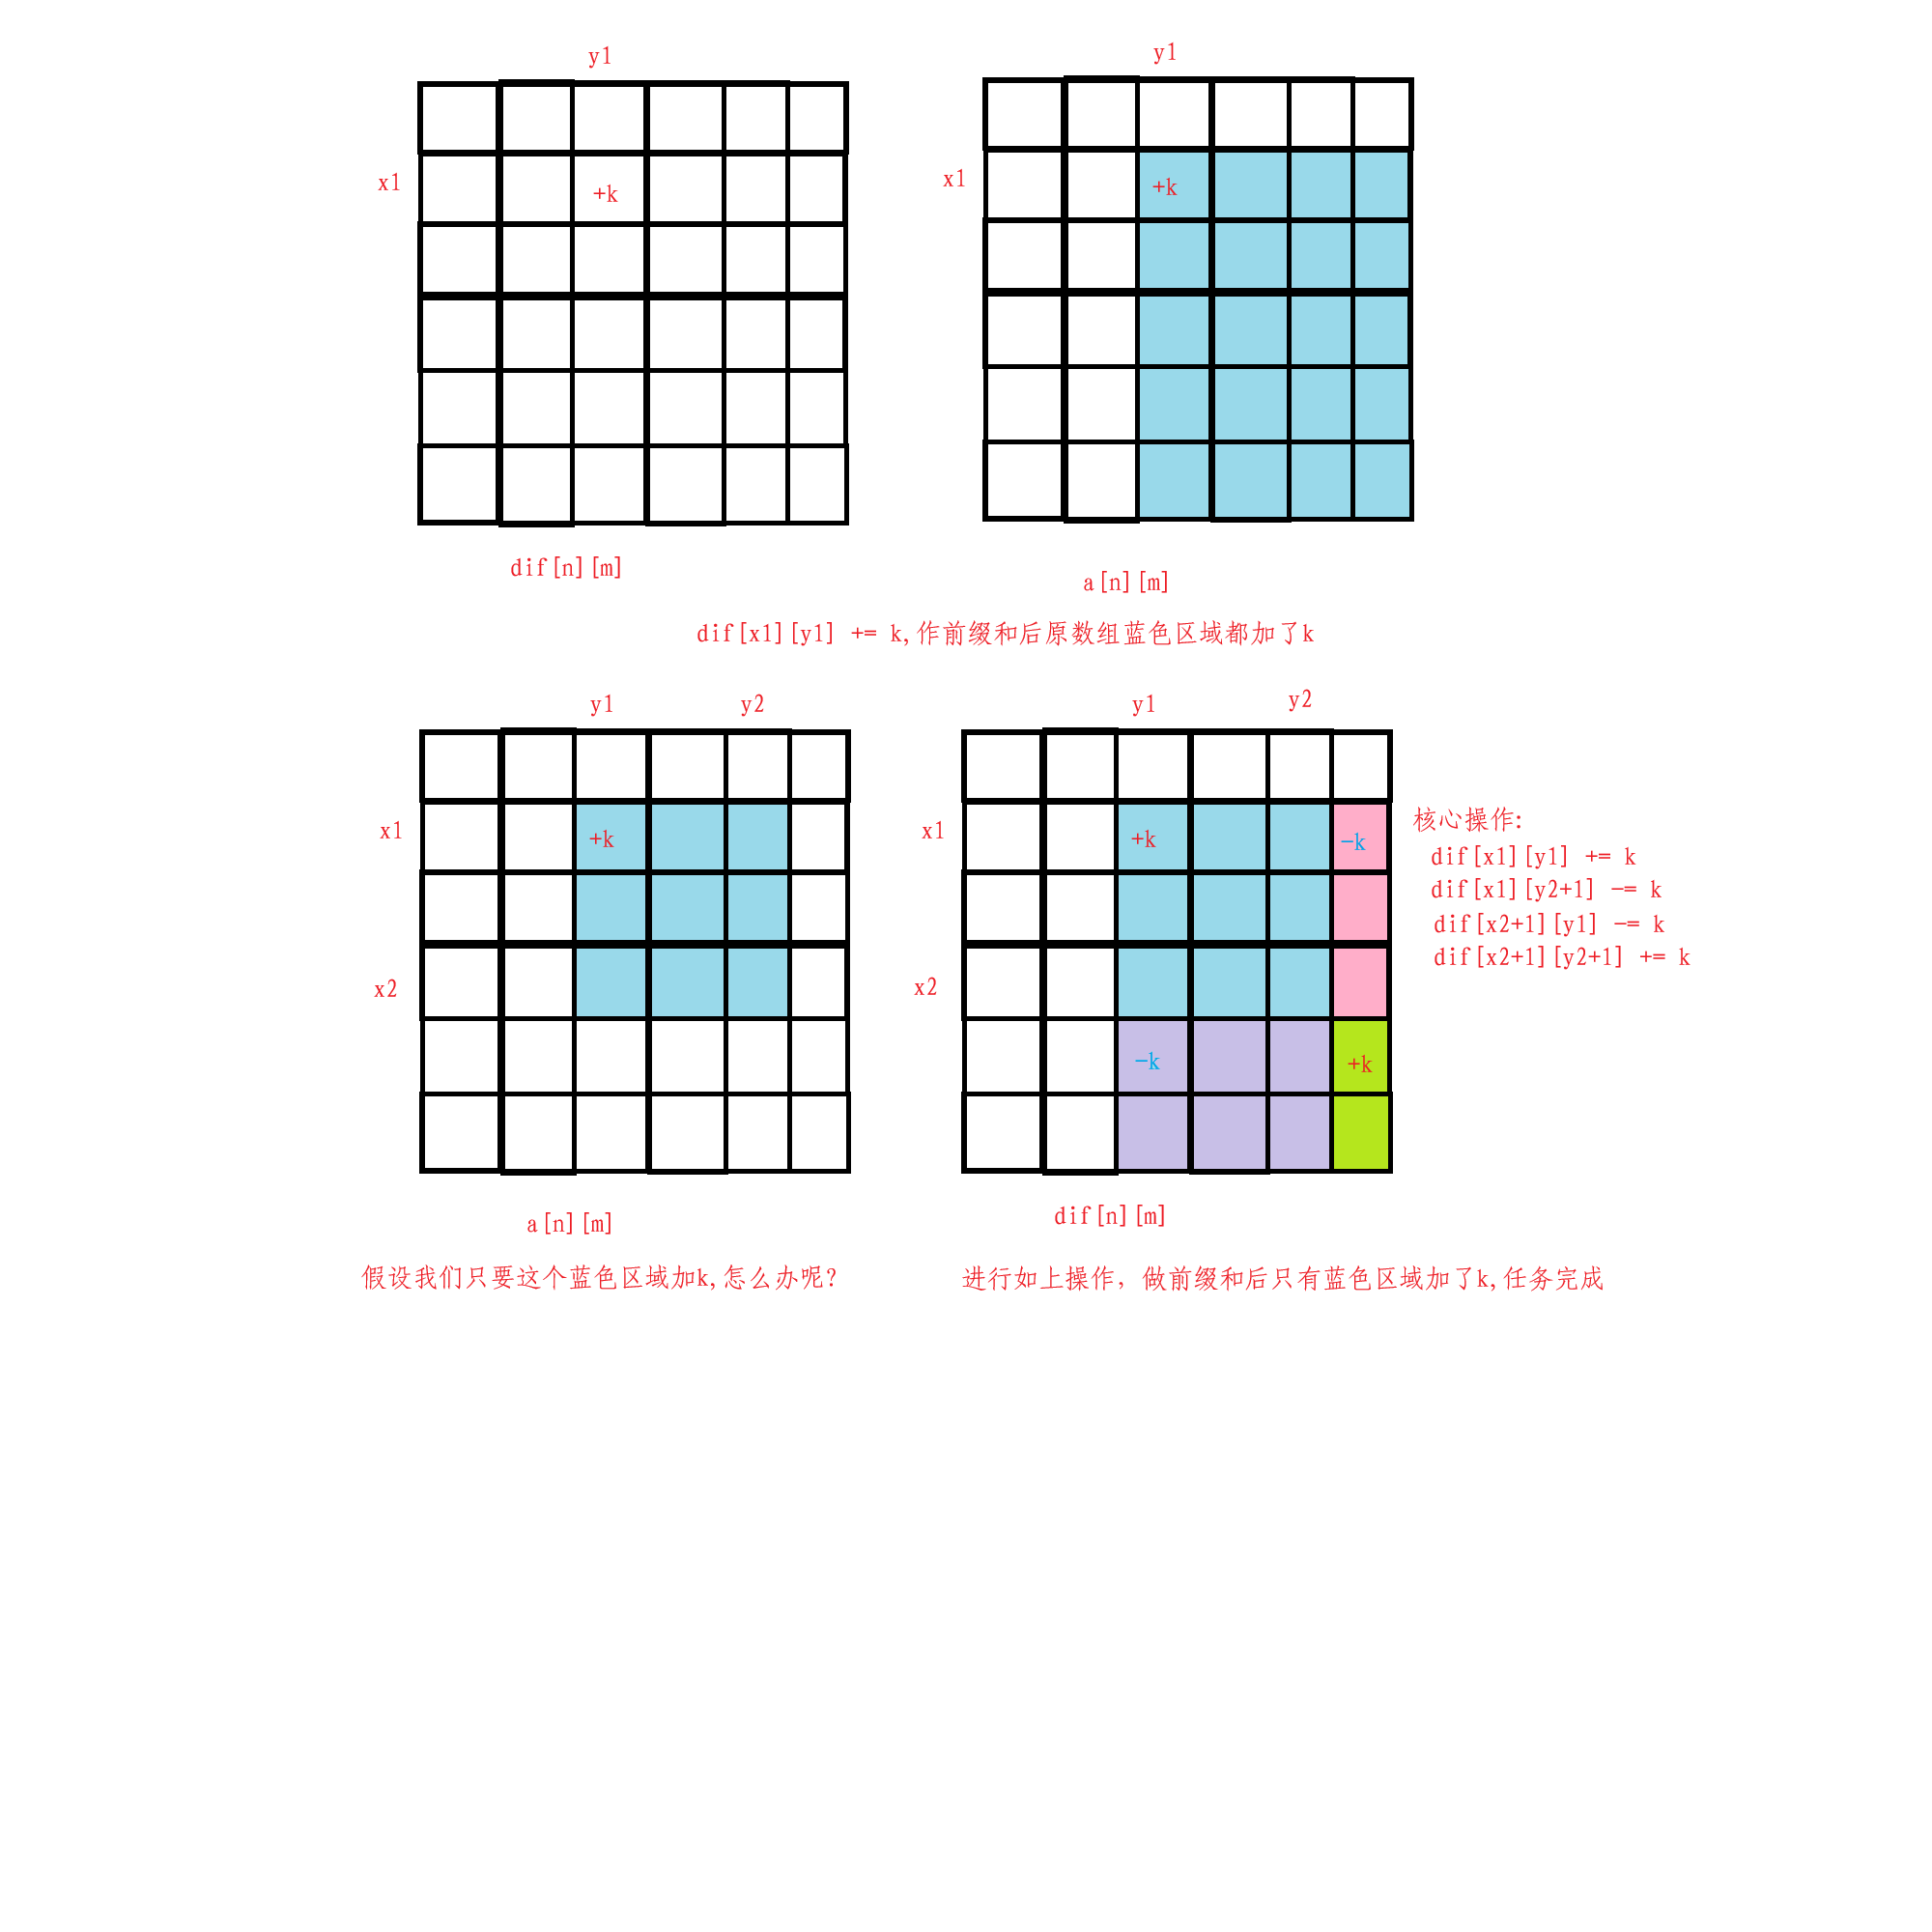 y1
y1
x1
+k
x1
+k
dif[n][m]
a[n][m]
dif[x1][y1] += k,作前缀和后原数组蓝色区域都加了k
y1
y2
y1
y2
x1
+k
x1
+k
-k
x2
x2
-k
+k
核心操作:
dif[x1][y1] += k
dif[x1][y2+1] -= k
dif[x2+1][y1] -= k
dif[x2+1][y2+1] += k
a[n][m]
dif[n][m]
假设我们只要这个蓝色区域加k,怎么办呢?
进行如上操作，做前缀和后只有蓝色区域加了k,任务完成